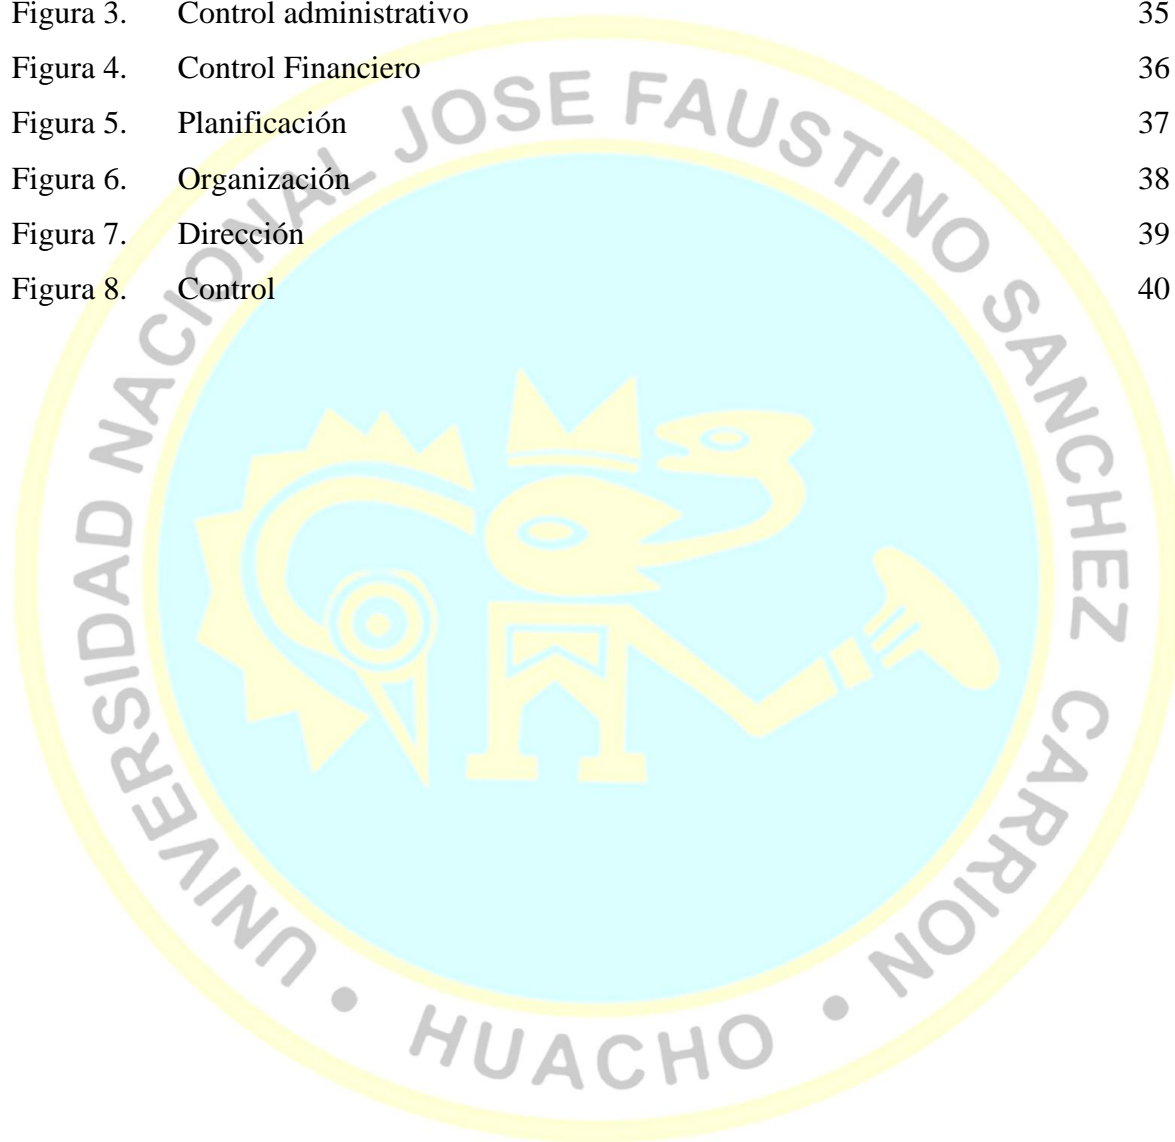 Figura 3. Control administrativo 35
Figura 4. Control Financiero 36
Figura 5. Planificación 37
Figura 6. Organización 38
Figura 7. Dirección 39
Figura 8. Control 40
UNIVERSIDAD NACIONAL JOSE FAUSTINO SANCHEZ CARRION
• HUACHO •